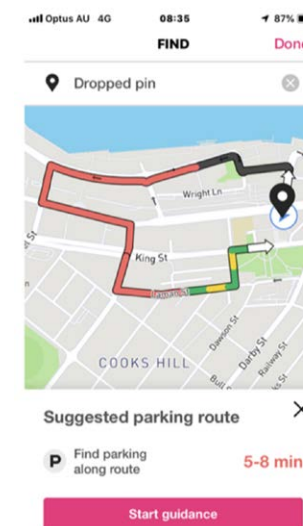 Optus AU 4G 08:35 87%
FIND
Done
Dropped pin
Wright Ln
King St
COOKS HILL
Dawson St
Darby St
Railway St
Suggested parking route
P
Find parking
along route
5-8 min
Start guidance